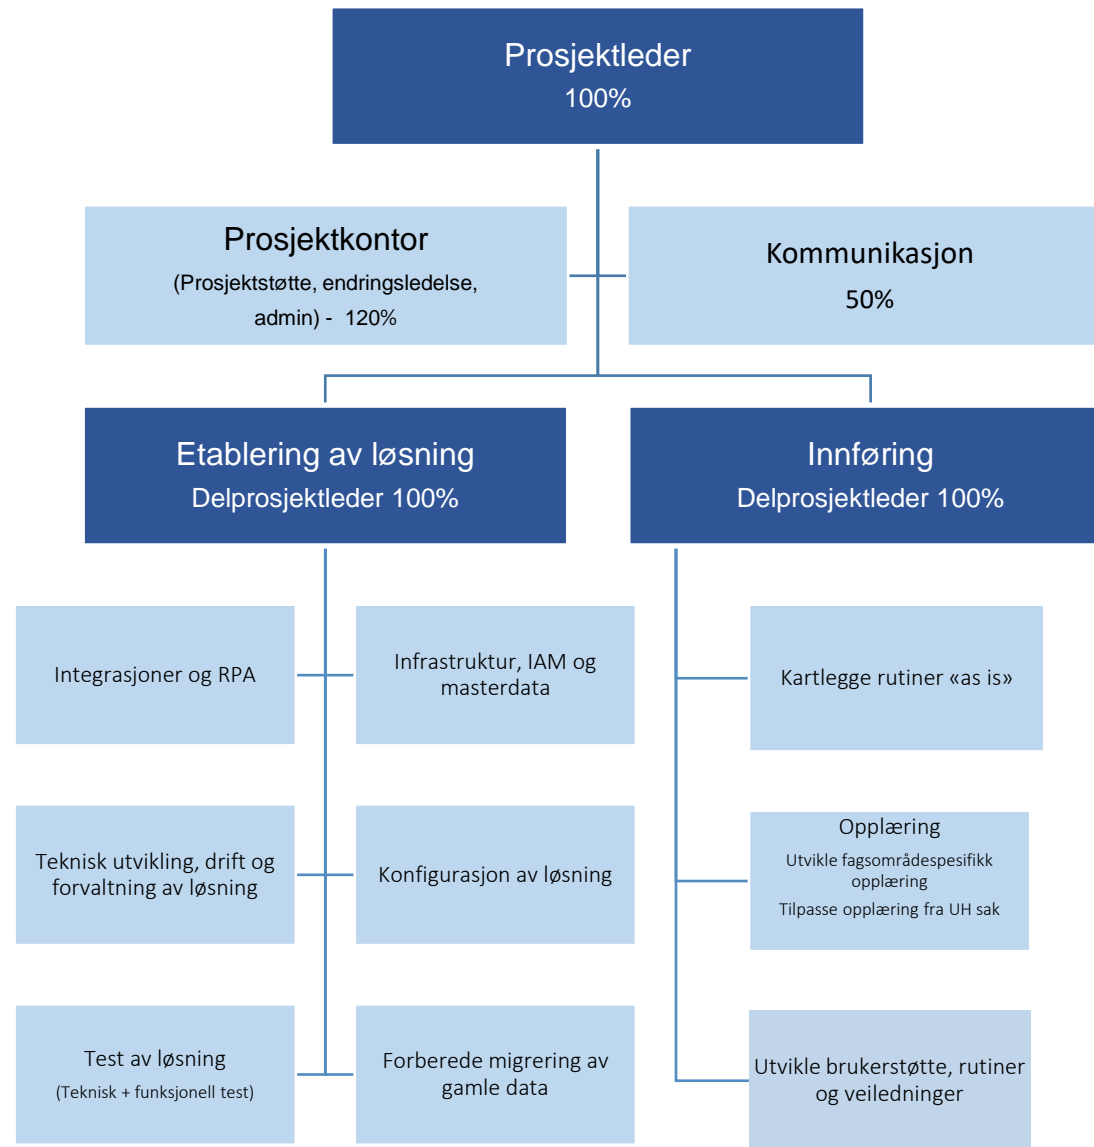 Prosjektleder
100%
Prosjektkontor
(Prosjektstøtte, endringsledelse,
admin) - 120%
Kommunikasjon
50%
Etablering av løsning
Delprosjektleder 100%
Innføring
Delprosjektleder 100%
Integrasjoner og RPA
Infrastruktur, IAM og
masterdata
Kartlegge rutiner «as is»
Teknisk utvikling, drift og
forvaltning av løsning
Konfigurasjon av løsning
Opplæring
Utvikle fagsområdespesifikk
opplæring
Tilpasse opplæring fra UH sak
Test av løsning
(Teknisk + funksjonell test)
Forberede migrering av
gamle data
Utvikle brukerstøtte, rutiner
og veiledninger